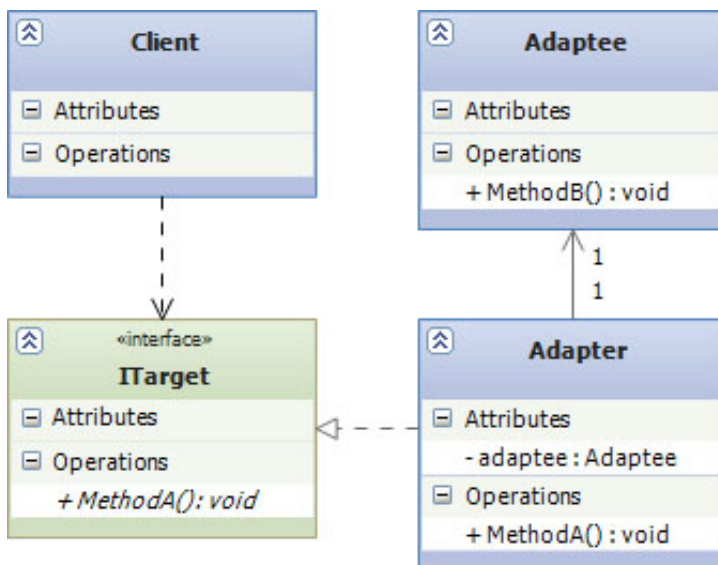 Client
Attributes
Operations
Adaptee
Attributes
Operations
+ MethodB() : void
1
1
«interface»
ITarget
Attributes
Operations
+ MethodA(): void
Adapter
Attributes
- adaptee : Adaptee
Operations
+ MethodA() : void